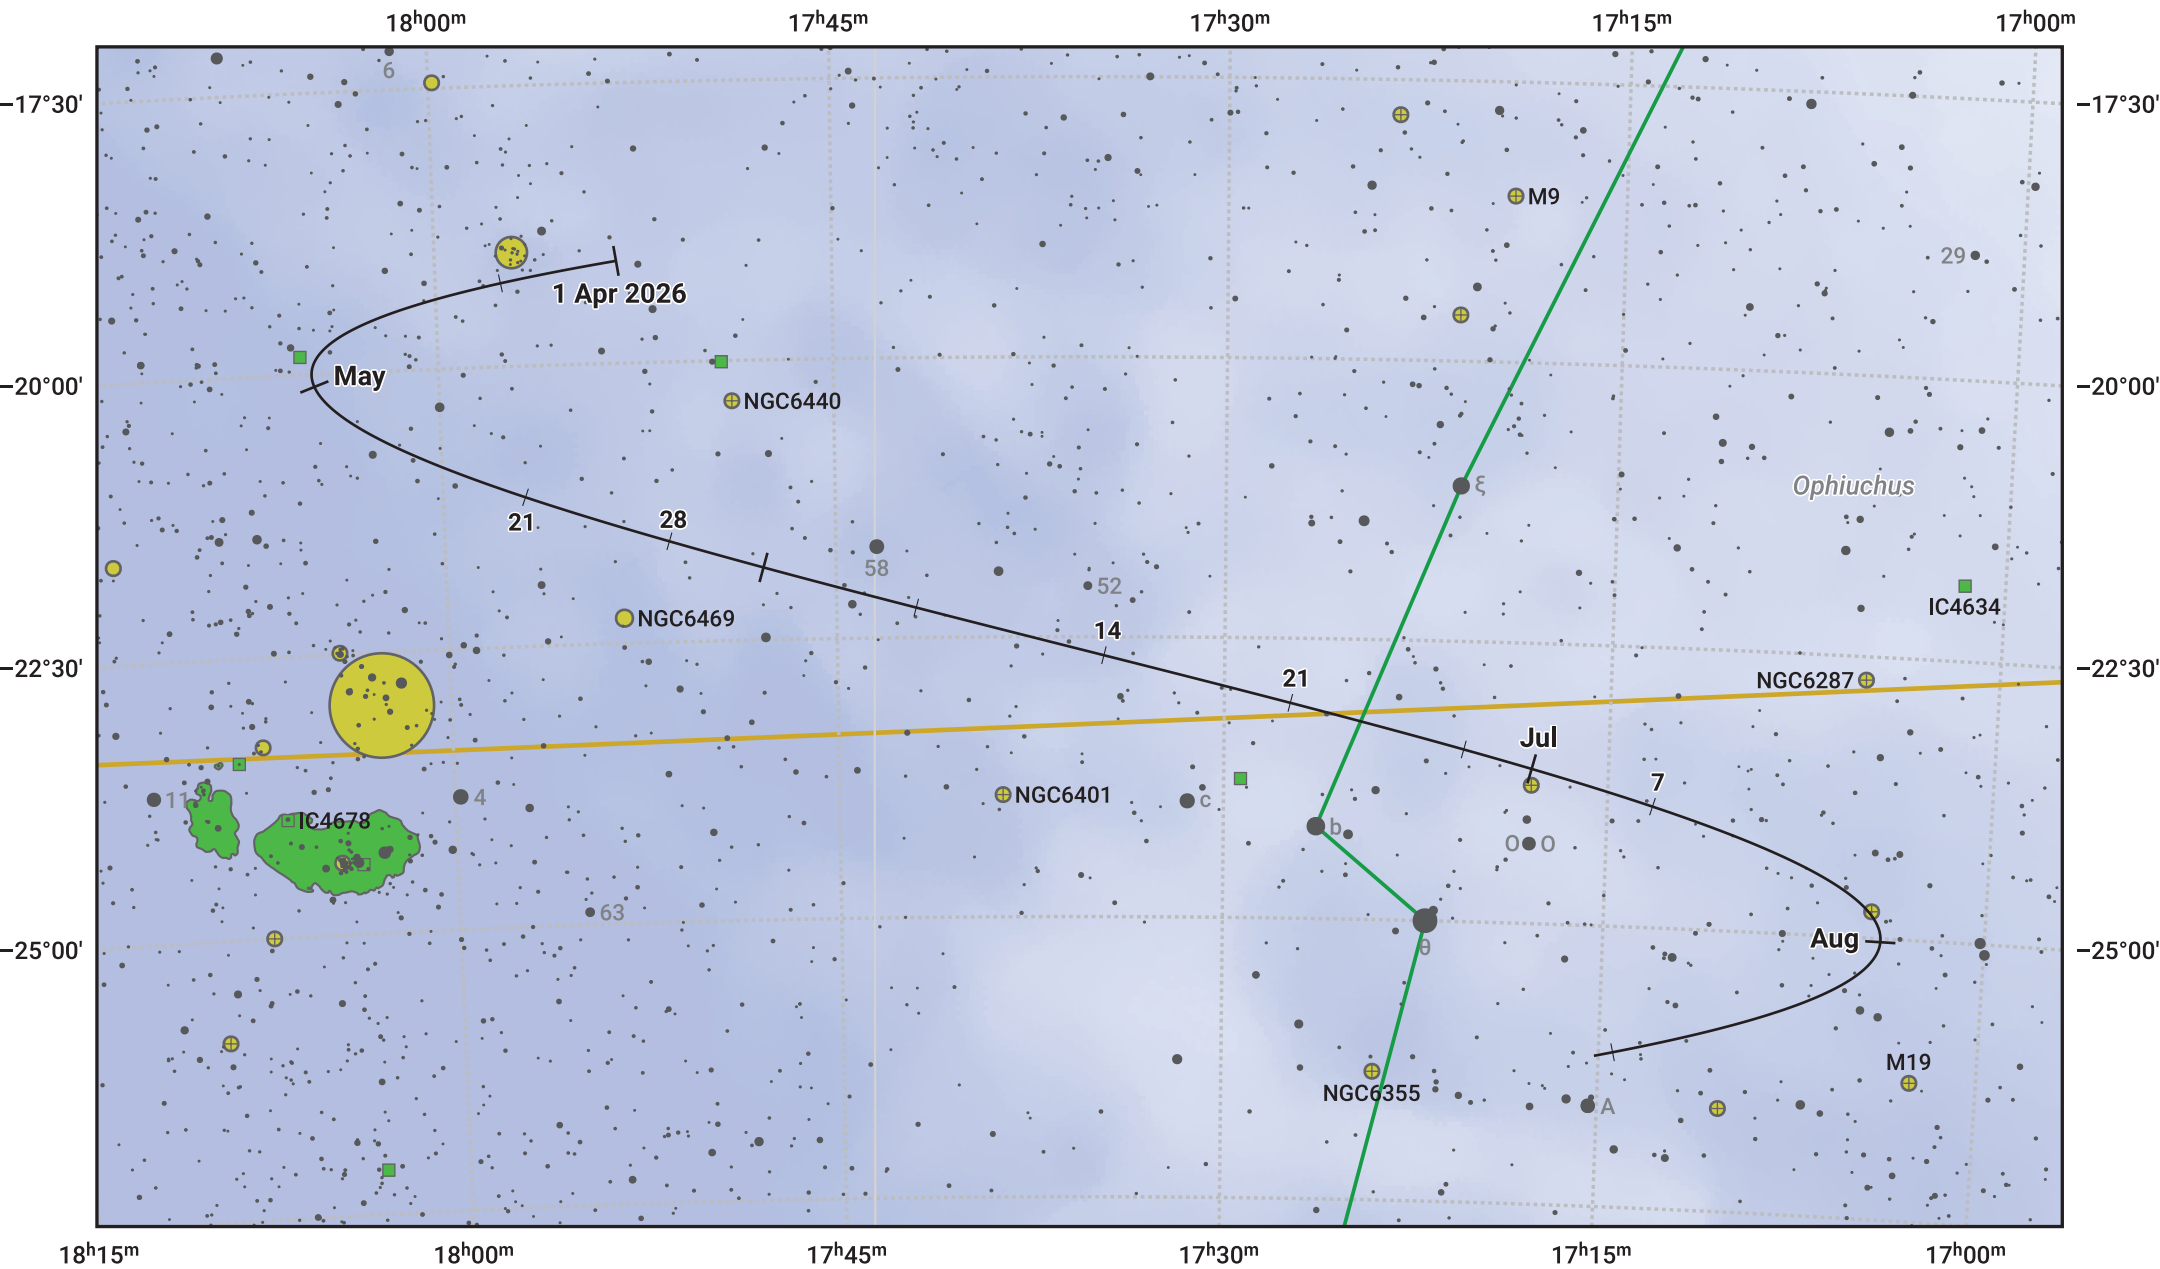 18ʰ00ᵐ 17ʰ45ᵐ 17ʰ30ᵐ 17ʰ15ᵐ 17ʰ00ᵐ
6
−17°30' −17°30'
M9
29
1 Apr 2026
May
−20°00' −20°00'
NGC6440
ξ
Ophiuchus
21
28
58
52
IC4634
NGC6469
14
−22°30' −22°30'
21
NGC6287
Jul
7
11
4
NGC6401
c
IC4678
b
O O
63
Aug
θ
−25°00' −25°00'
M19
NGC6355
A
18ʰ15ᵐ 18ʰ00ᵐ 17ʰ45ᵐ 17ʰ30ᵐ 17ʰ15ᵐ 17ʰ00ᵐ